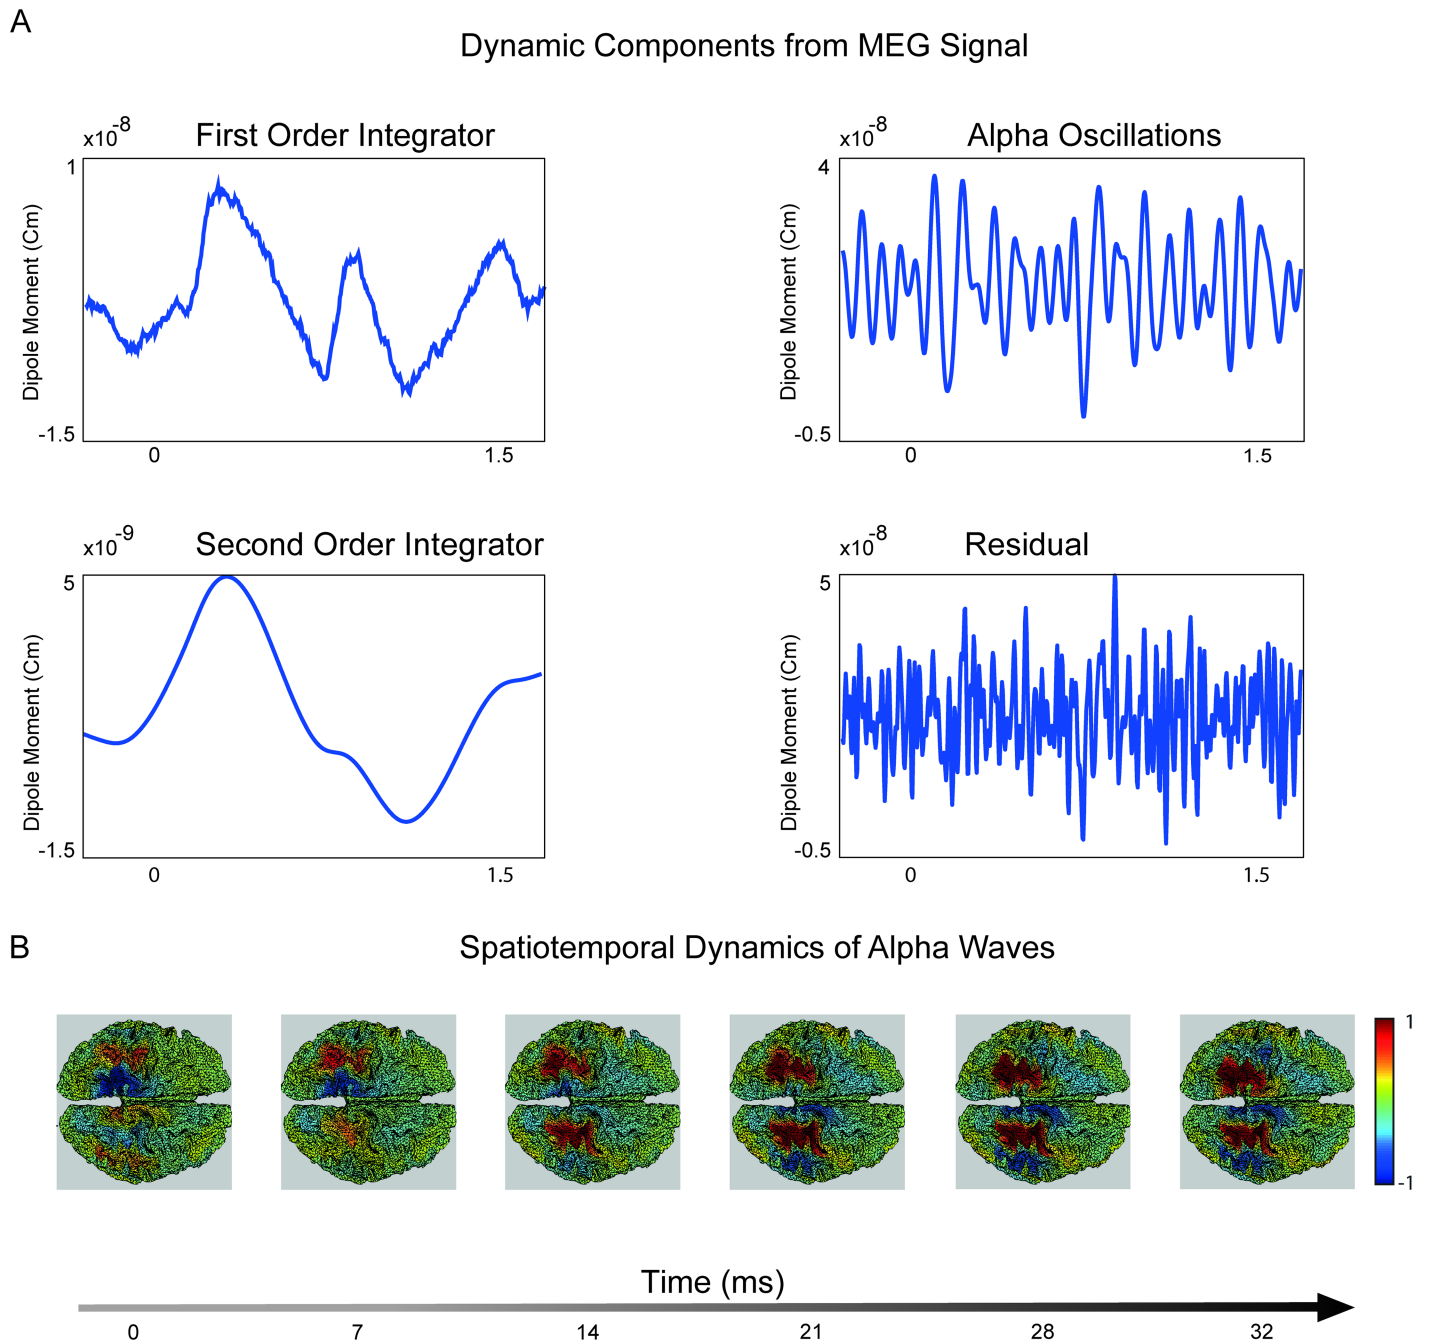 A
Dynamic Components from MEG Signal
x10-8 First Order Integrator
1
Dipole Moment (Cm)
-1.5
0 1.5
x10-8 Alpha Oscillations
4
Dipole Moment (Cm)
-0.5
0 1.5
x10-9 Second Order Integrator
5
Dipole Moment (Cm)
-1.5
0 1.5
x10-8 Residual
5
Dipole Moment (Cm)
-0.5
0 1.5
B
Spatiotemporal Dynamics of Alpha Waves
1
-1
Time (ms)
0 7 14 21 28 32